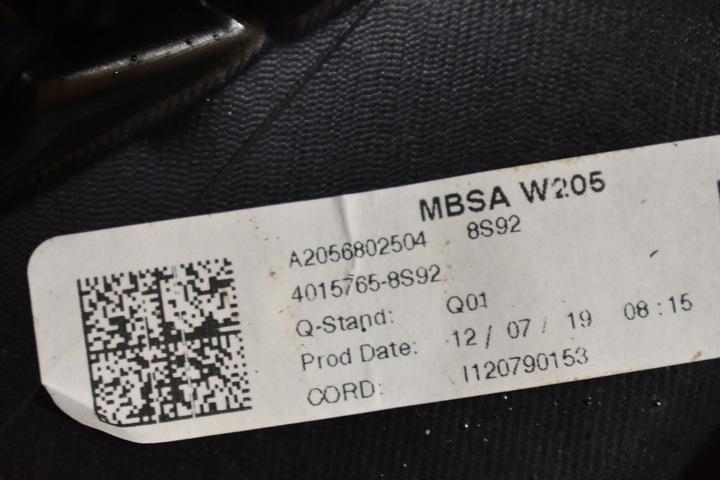 MBSA W205
A2056802504 8S92
4015765-8S92
Q-Stand: Q01
Prod Date: 12 / 07 / 19 08 : 15
CORD: I120790153